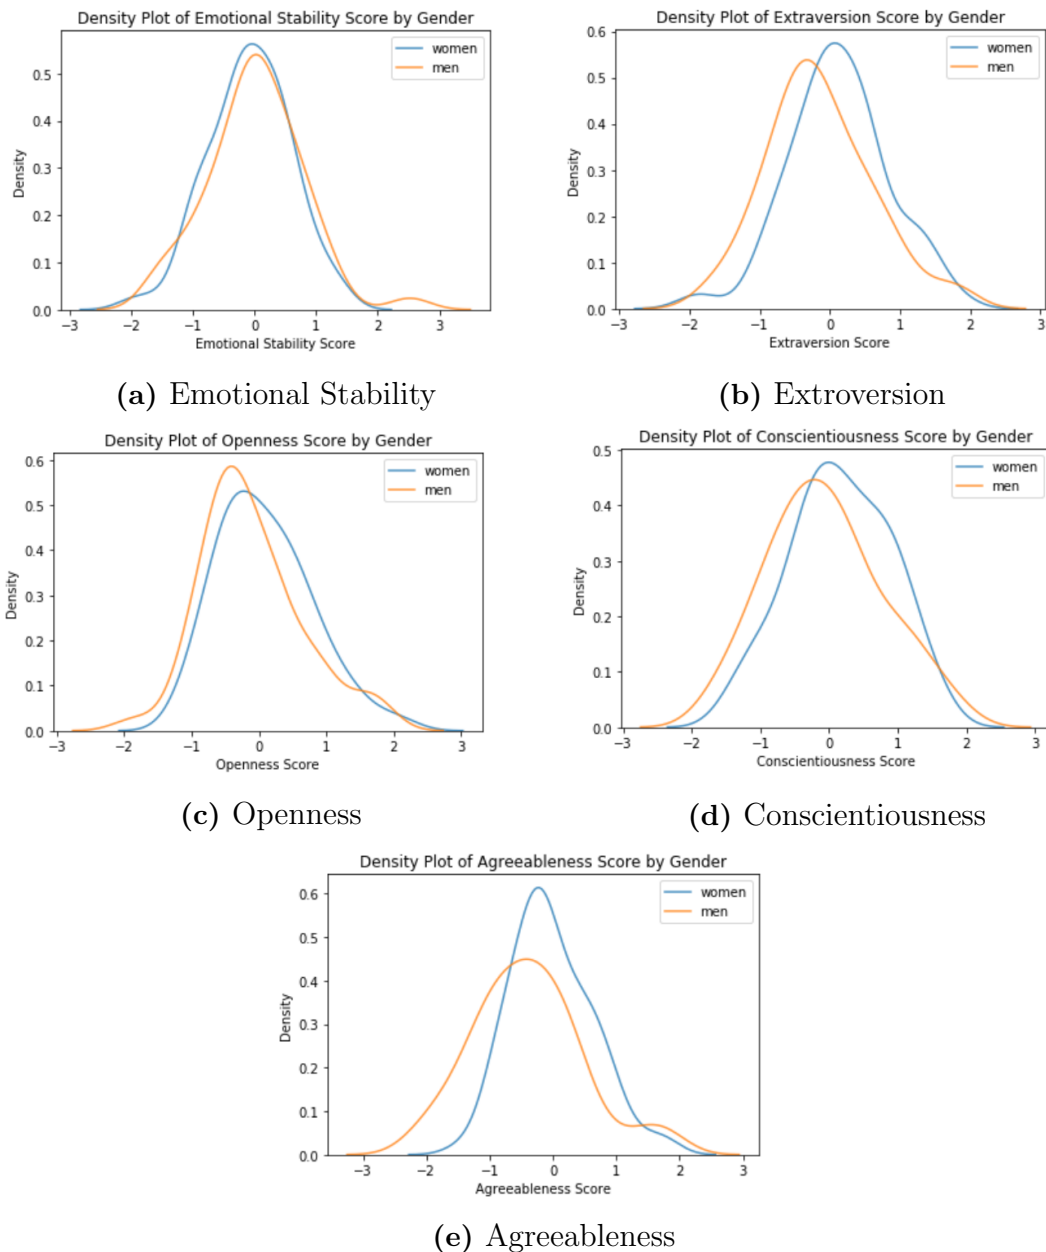 Density Plot of Emotional Stability Score by Gender
women
men
0.5
0.4
0.3
0.2
0.1
0.0
Density
−3 −2 −1 0 1 2 3
Emotional Stability Score
(a) Emotional Stability
Density Plot of Extraversion Score by Gender
women
men
0.6
0.5
0.4
0.3
0.2
0.1
0.0
Density
−3 −2 −1 0 1 2 3
Extraversion Score
(b) Extroversion
Density Plot of Openness Score by Gender
women
men
0.6
0.5
0.4
0.3
0.2
0.1
0.0
Density
−3 −2 −1 0 1 2 3
Openness Score
(c) Openness
Density Plot of Conscientiousness Score by Gender
women
men
0.5
0.4
0.3
0.2
0.1
0.0
Density
−3 −2 −1 0 1 2 3
Conscientiousness Score
(d) Conscientiousness
Density Plot of Agreeableness Score by Gender
women
men
0.6
0.5
0.4
0.3
0.2
0.1
0.0
Density
−3 −2 −1 0 1 2 3
Agreeableness Score
(e) Agreeableness